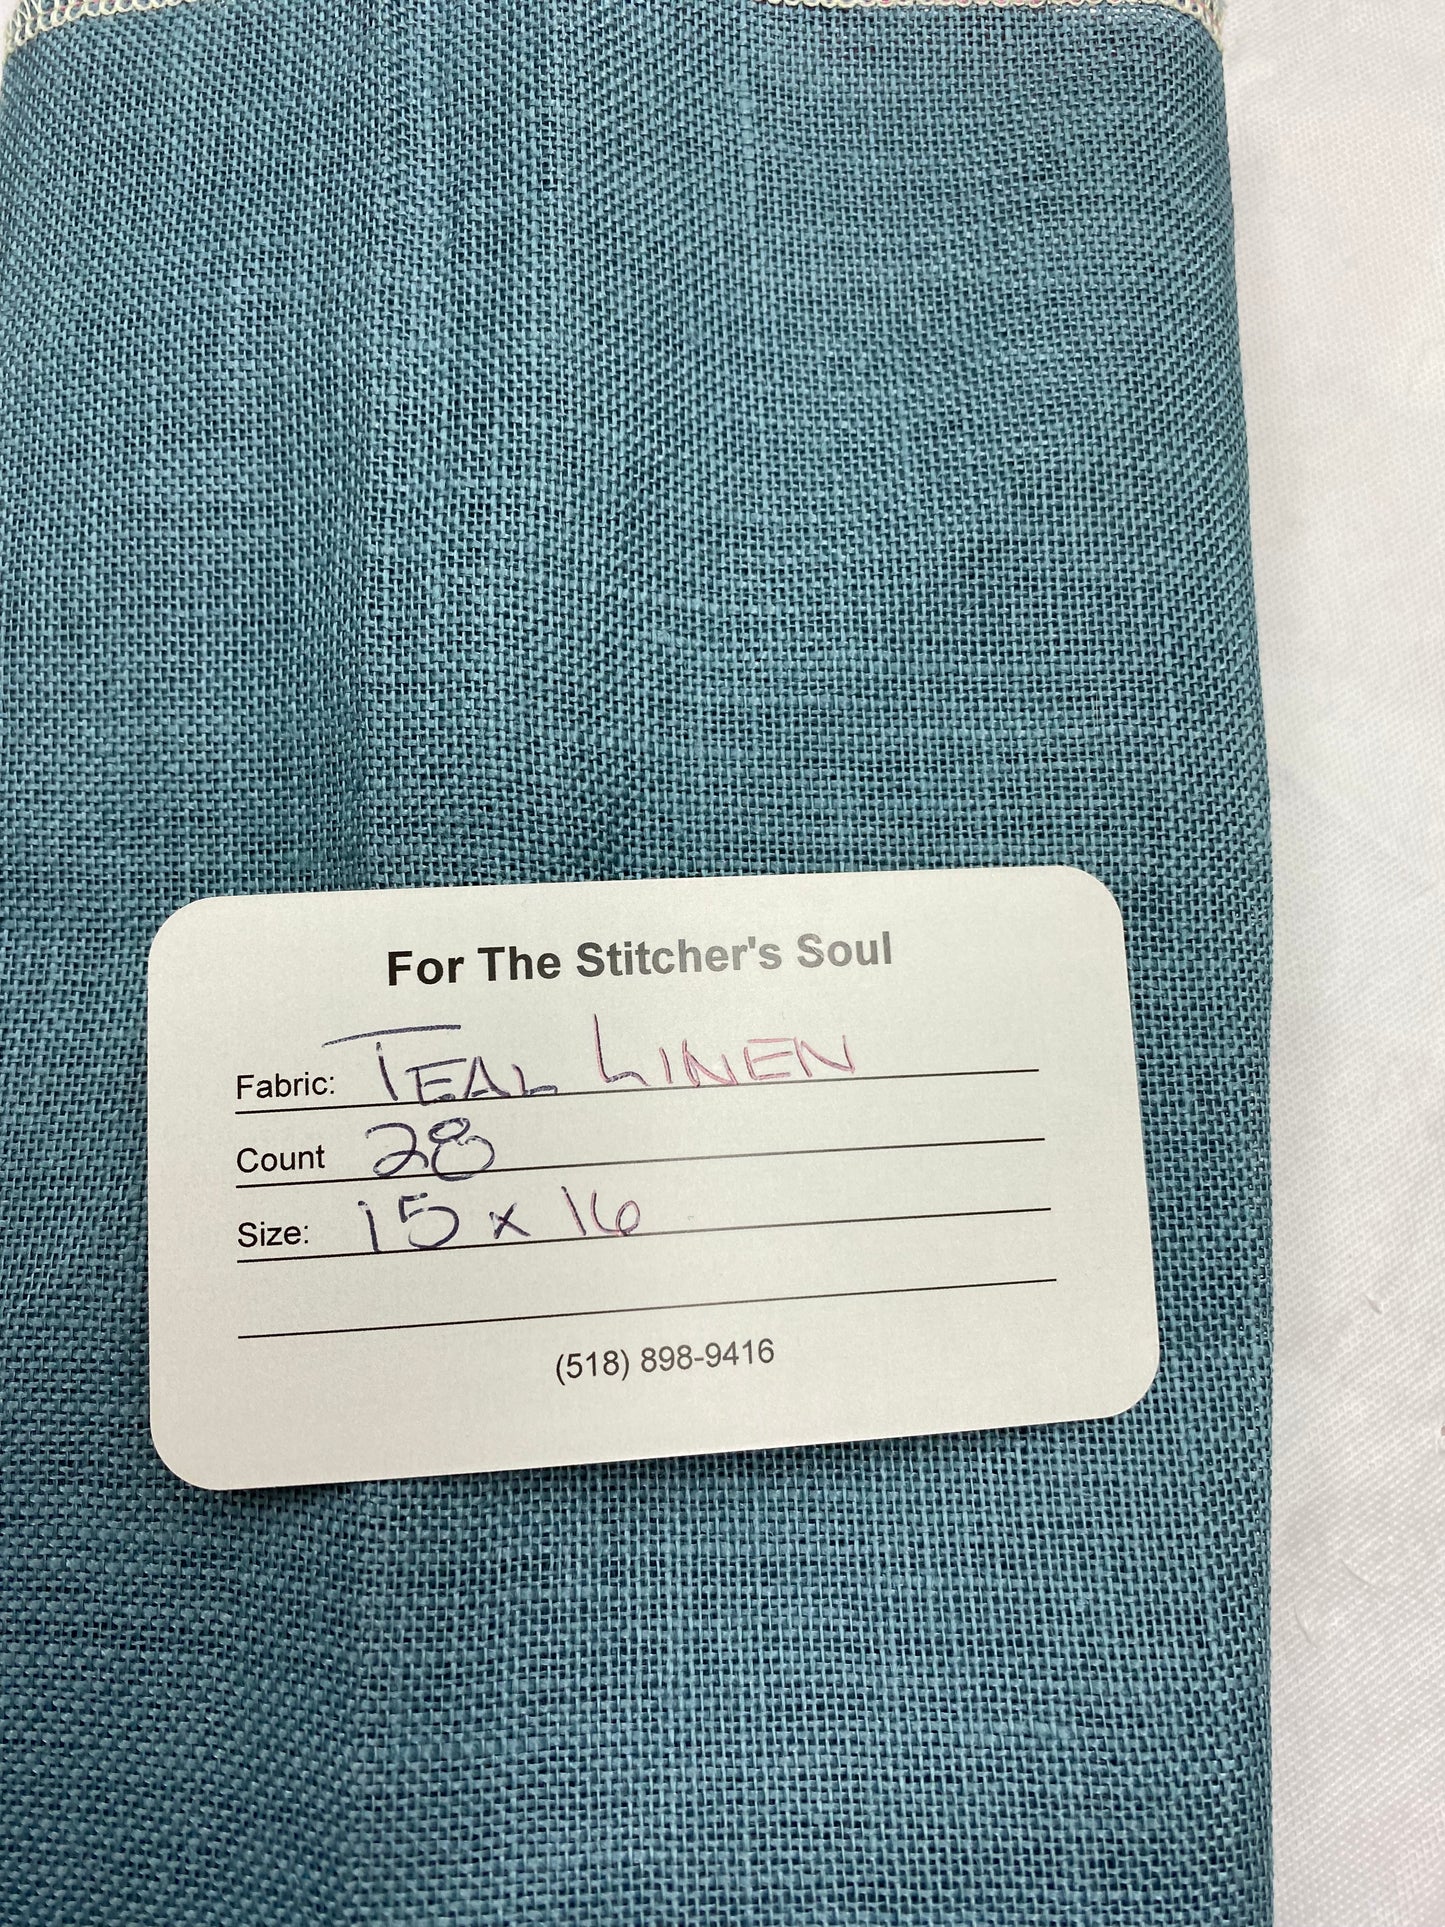 For The Stitcher's Soul
Fabric: TEAL LINEN
Count 28
Size: 15 x 16
(518) 898-9416